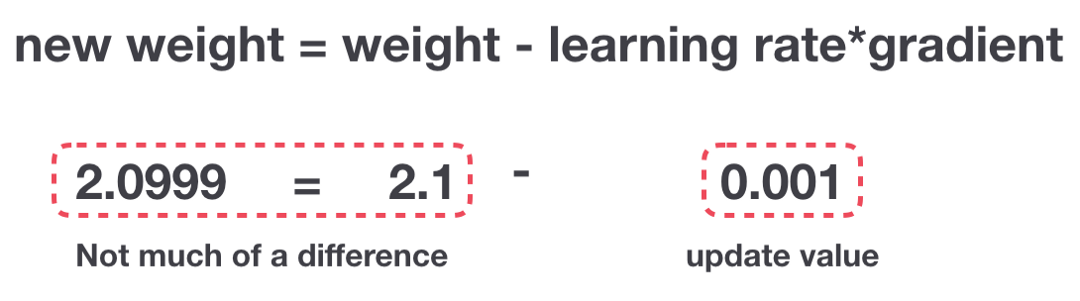 new weight = weight - learning rate*gradient
2.0999 = 2.1 - 0.001
Not much of a difference update value